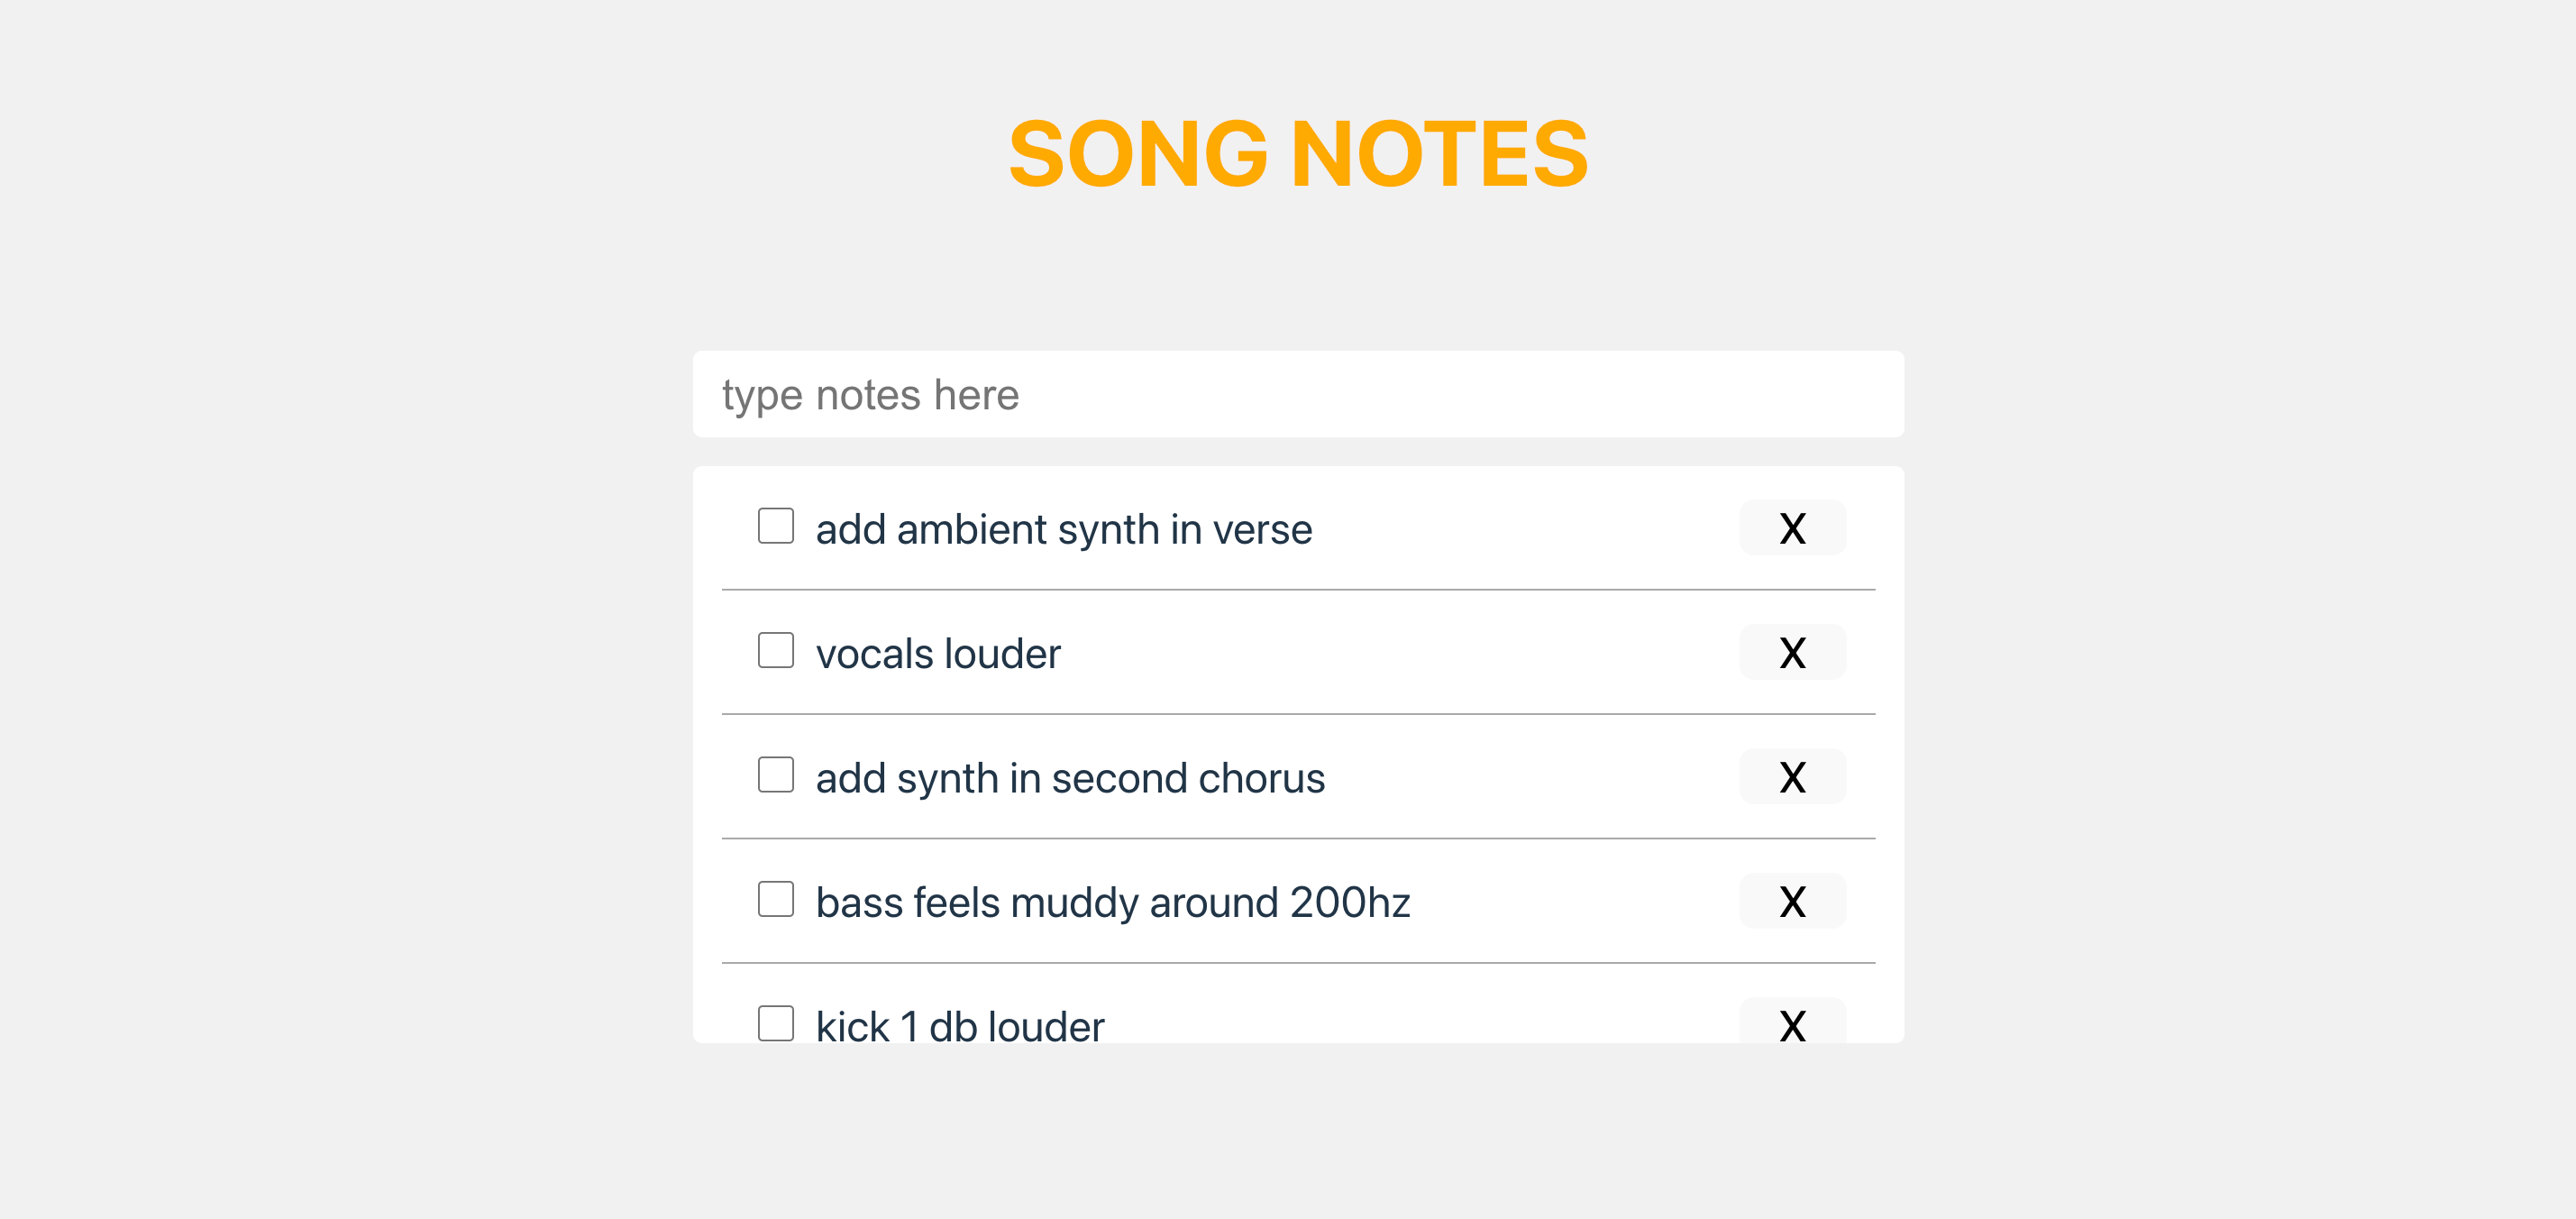 SONG NOTES
type notes here
add ambient synth in verse X
vocals louder X
add synth in second chorus X
bass feels muddy around 200hz X
kick 1 db louder X